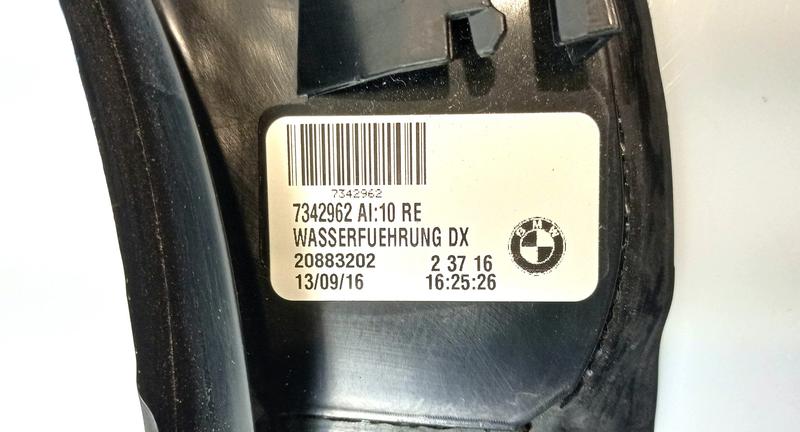 7342962
7342962 AI:10 RE
WASSERFUEHRUNG DX
20883202 2 37 16
13/09/16 16:25:26
BMW